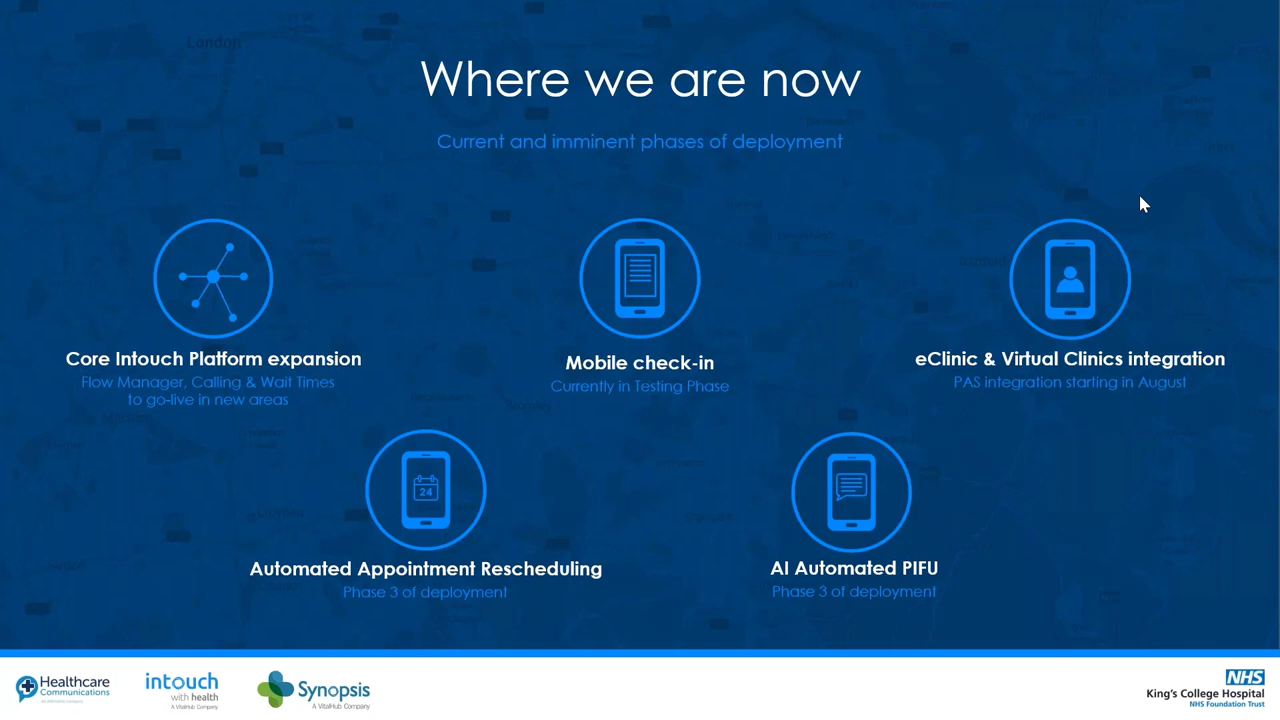 London
Where we are now
Current and imminent phases of deployment
Core Intouch Platform expansion
Flow Manager, Calling & Wait Times
to go-live in new areas
Mobile check-in
Currently in Testing Phase
eClinic & Virtual Clinics integration
PAS integration starting in August
24
Automated Appointment Rescheduling
Phase 3 of deployment
AI Automated PIFU
Phase 3 of deployment
Healthcare
Communications
intouch
with health
A VitalHub Company
Synopsis
A VitalHub Company
NHS
King's College Hospital
NHS Foundation Trust